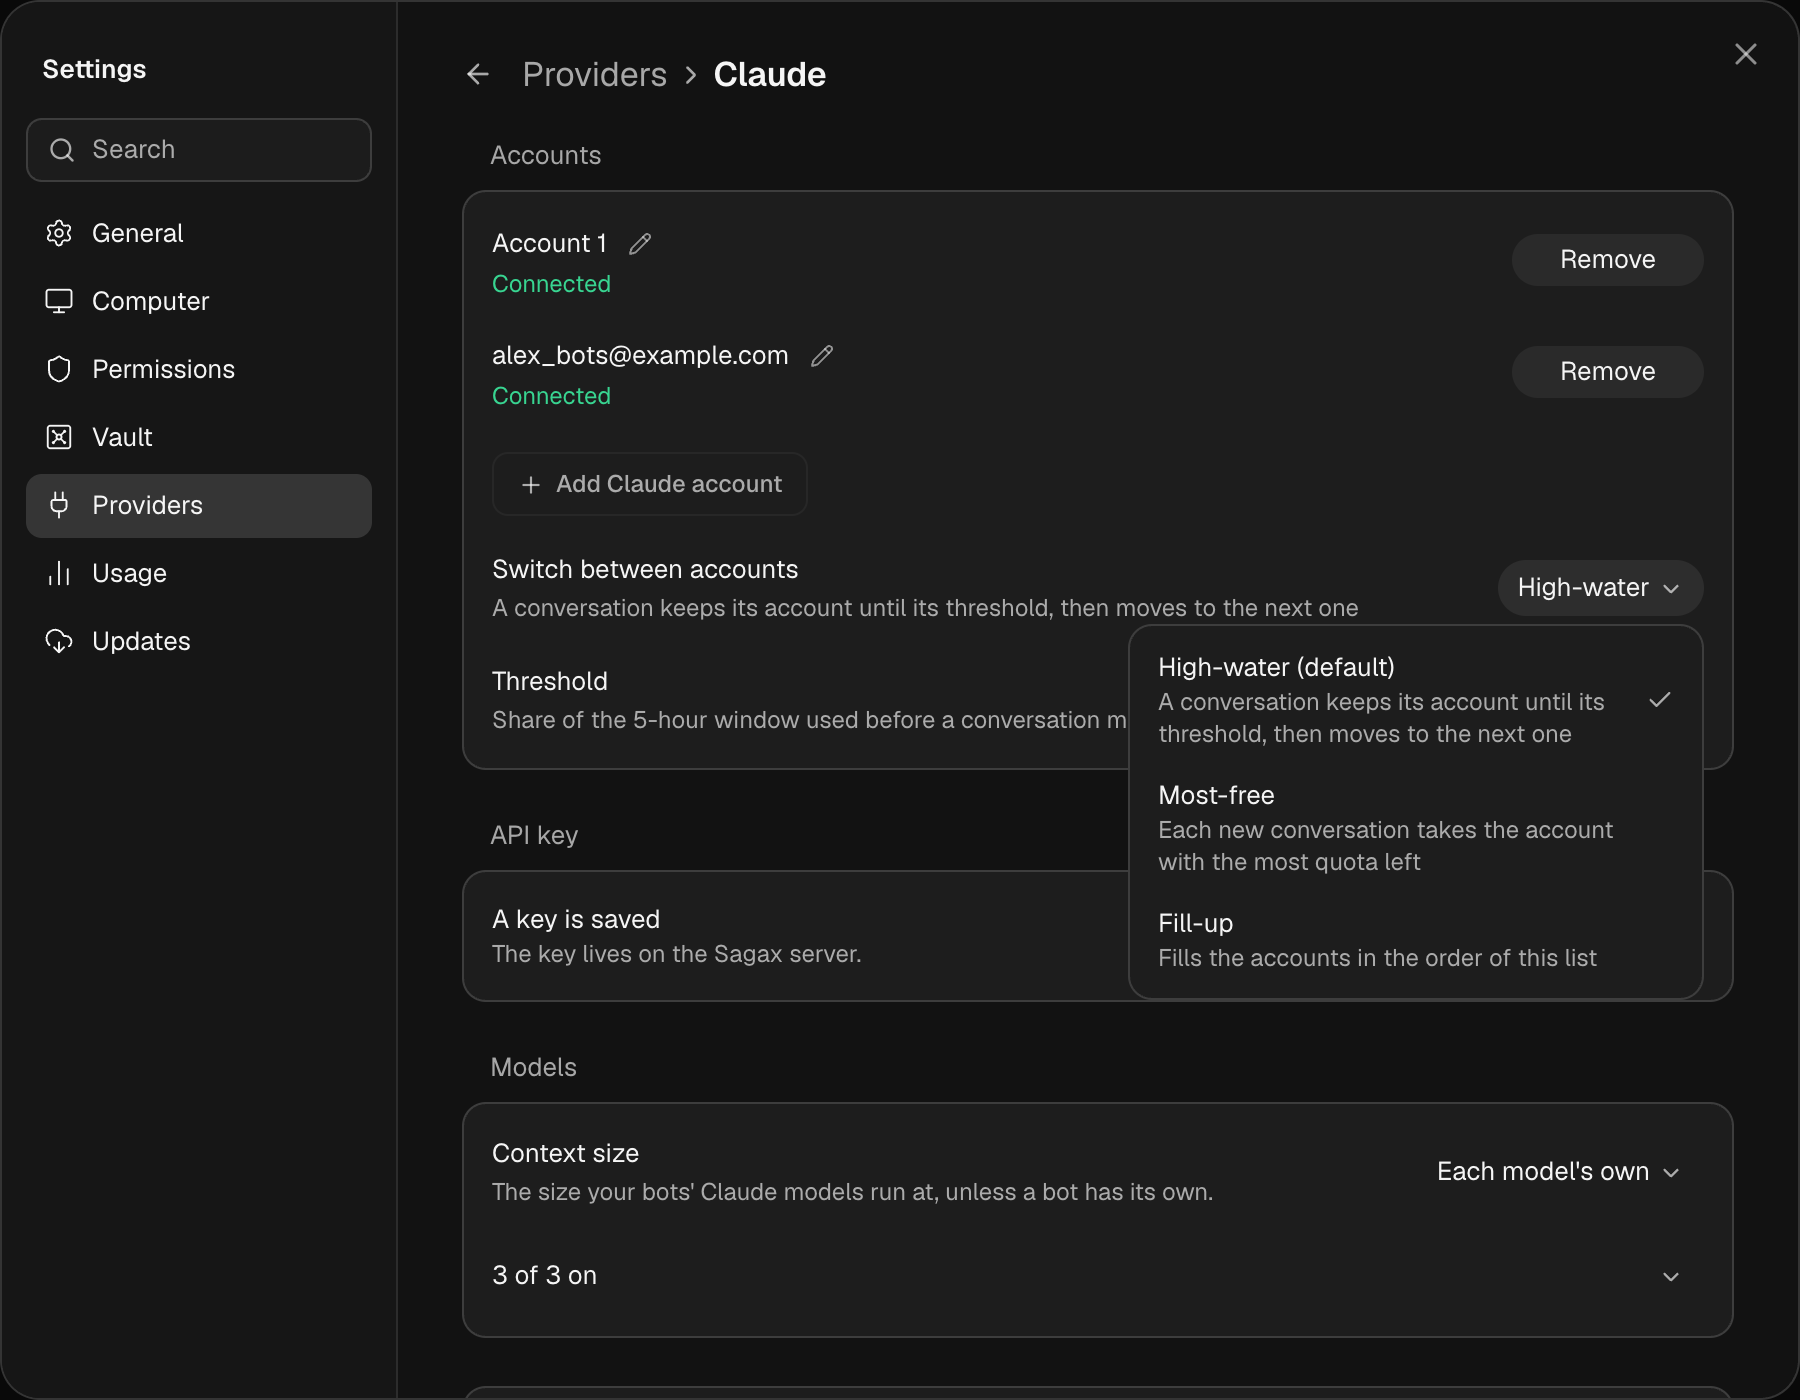 Settings
Search
General
Computer
Permissions
Vault
Providers
Usage
Updates
Providers > Claude
Accounts
Account 1
Connected
Remove
alex_bots@example.com
Connected
Remove
+ Add Claude account
Switch between accounts
A conversation keeps its account until its threshold, then moves to the next one
High-water
Threshold
Share of the 5-hour window used before a conversation m
High-water (default)
A conversation keeps its account until its
threshold, then moves to the next one
Most-free
Each new conversation takes the account
with the most quota left
Fill-up
Fills the accounts in the order of this list
API key
A key is saved
The key lives on the Sagax server.
Models
Context size
The size your bots' Claude models run at, unless a bot has its own.
Each model's own
3 of 3 on